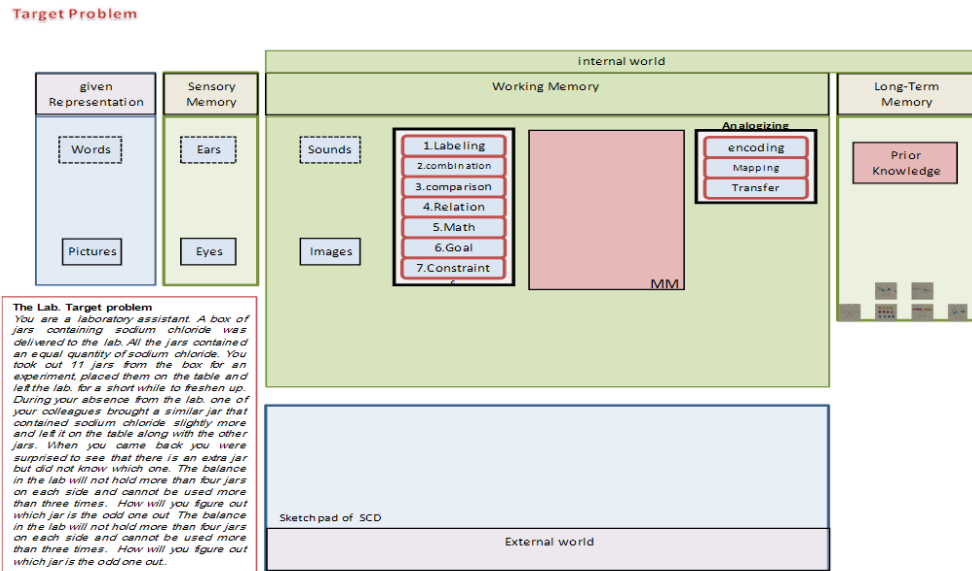 Target Problem
internal world
given
Representation
Sensory
Memory
Working Memory
Long-Term
Memory
Words
Ears
Sounds
1.Labeling
2.combination
3.comparison
4.Relation
5.Math
6.Goal
7.Constraint
s
MM
Analogizing
encoding
Mapping
Transfer
Prior
Knowledge
Pictures
Eyes
Images
The Lab. Target problem
You are a laboratory assistant. A box of
jars containing sodium chloride was
delivered to the lab. All the jars contained
an equal quantity of sodium chloride. You
took out 11 jars from the box for an
experiment, placed them on the table and
left the lab. for a short while to freshen up.
During your absence from the lab. one of
your colleagues brought a similar jar that
contained sodium chloride slightly more
and left it on the table along with the other
jars. When you came back you were
surprised to see that there is an extra jar
but did not know which one. The balance
in the lab will not hold more than four jars
on each side and cannot be used more
than three times. How will you figure out
which jar is the odd one out The balance
in the lab will not hold more than four jars
on each side and cannot be used more
than three times. How will you figure out
which jar is the odd one out..
Sketchpad of SCD
External world